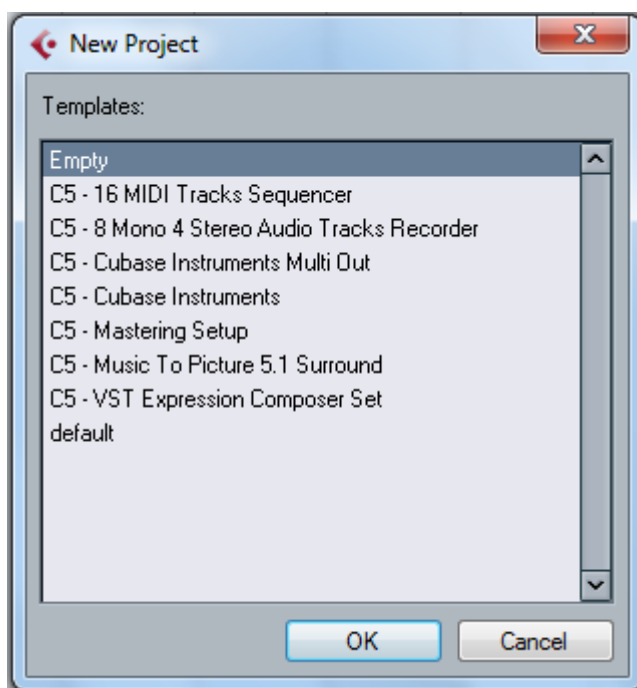 New Project
Templates:
Empty
C5 - 16 MIDI Tracks Sequencer
C5 - 8 Mono 4 Stereo Audio Tracks Recorder
C5 - Cubase Instruments Multi Out
C5 - Cubase Instruments
C5 - Mastering Setup
C5 - Music To Picture 5.1 Surround
C5 - VST Expression Composer Set
default
OK
Cancel